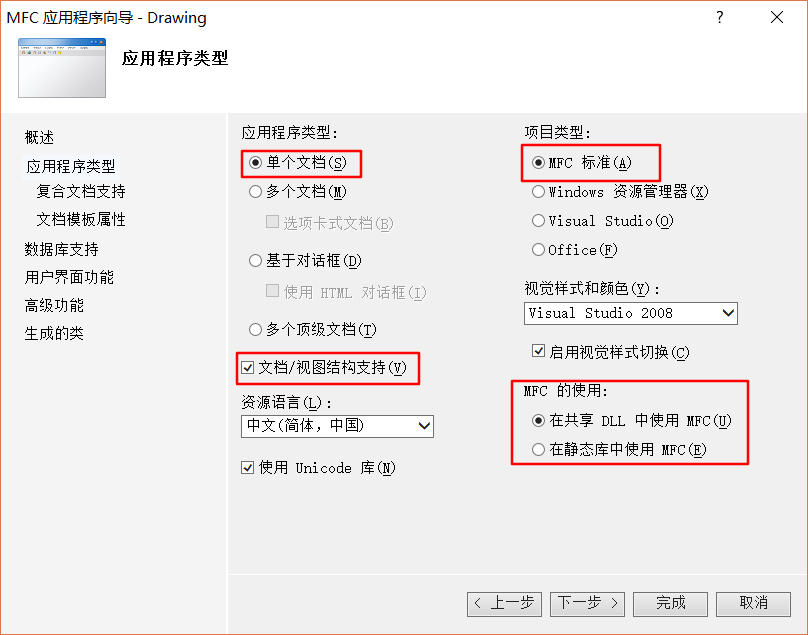 MFC 应用程序向导 - Drawing
?
应用程序类型
概述
应用程序类型
复合文档支持
文档模板属性
数据库支持
用户界面功能
高级功能
生成的类
应用程序类型:
单个文档(S)
多个文档(M)
选项卡式文档(B)
基于对话框(D)
使用 HTML 对话框(I)
多个顶级文档(T)
文档/视图结构支持(V)
资源语言(L):
中文(简体，中国)
使用 Unicode 库(N)
项目类型:
MFC 标准(A)
Windows 资源管理器(X)
Visual Studio(O)
Office(F)
视觉样式和颜色(Y):
Visual Studio 2008
启用视觉样式切换(C)
MFC 的使用:
在共享 DLL 中使用 MFC(U)
在静态库中使用 MFC(E)
< 上一步
下一步 >
完成
取消